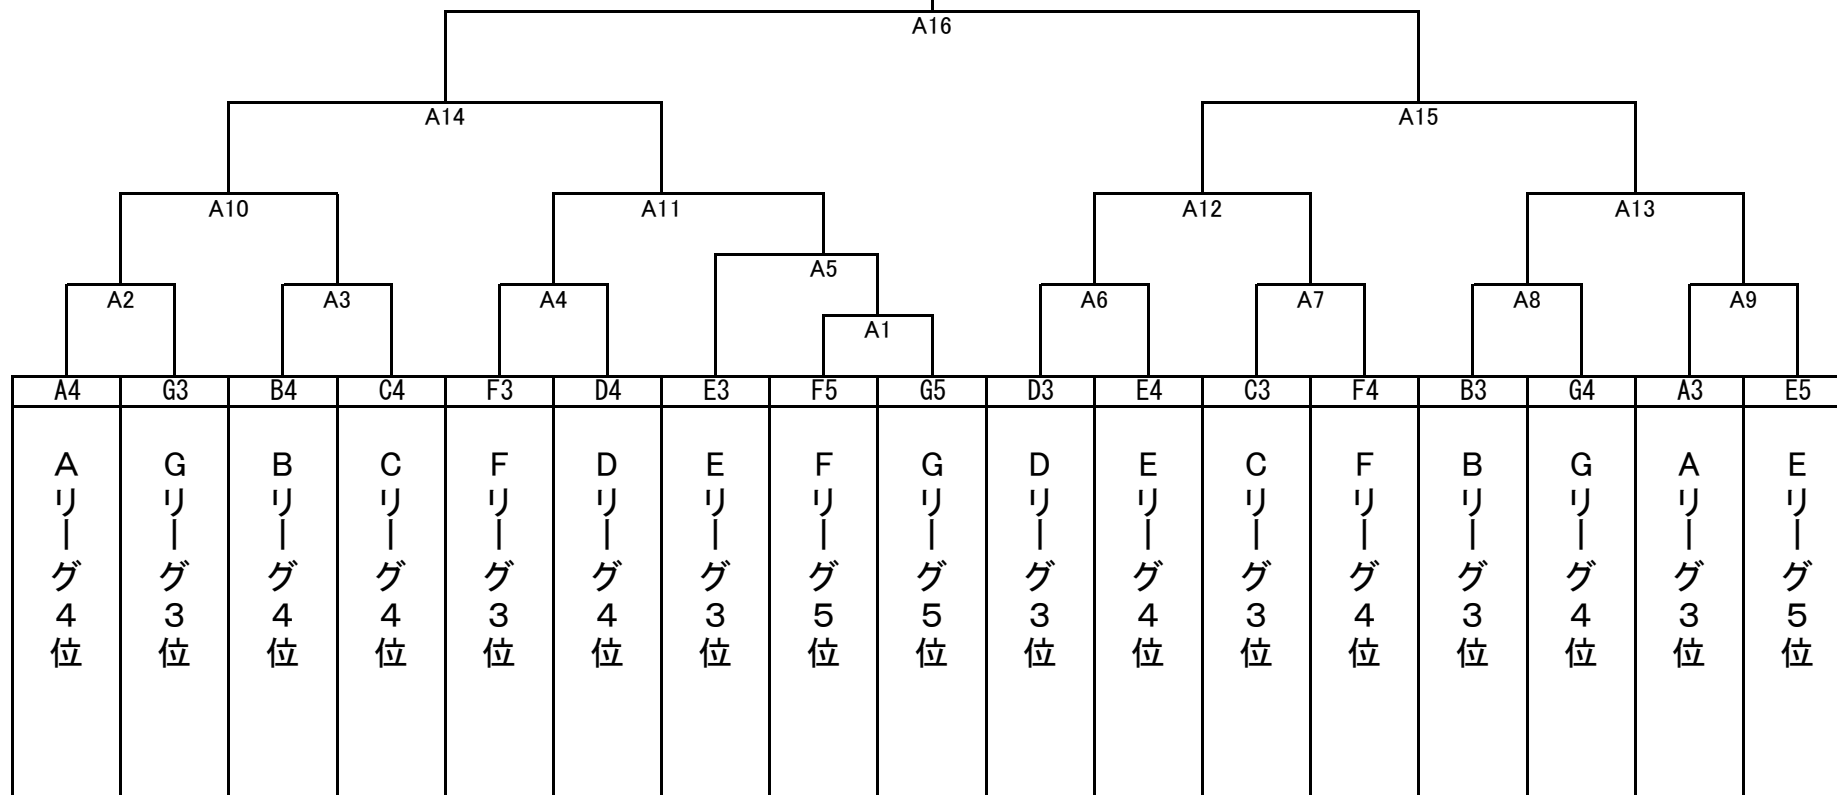 A16
A14
A15
A10
A11
A12
A13
A5
A2
A3
A4
A6
A7
A8
A9
A1
A4 G3 B4 C4 F3 D4 E3 F5 G5 D3 E4 C3 F4 B3 G4 A3 E5
Aリーグ４位
Gリーグ３位
Bリーグ４位
Cリーグ４位
Fリーグ３位
Dリーグ４位
Eリーグ３位
Fリーグ５位
Gリーグ５位
Dリーグ３位
Eリーグ４位
Cリーグ３位
Fリーグ４位
Bリーグ３位
Gリーグ４位
Aリーグ３位
Eリーグ５位